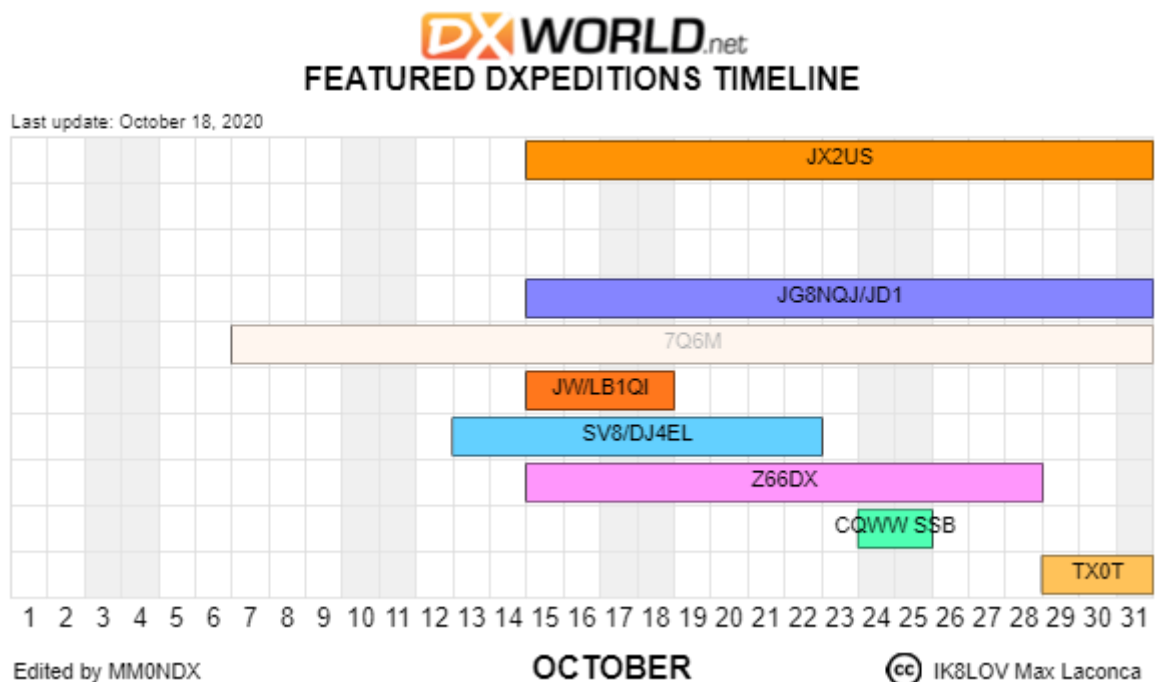 DX WORLD.net
FEATURED DXPEDITIONS TIMELINE
Last update: October 18, 2020
JX2US
JG8NQJ/JD1
7Q6M
JW/LB1QI
SV8/DJ4EL
Z66DX
CQWW SSB
TX0T
1 2 3 4 5 6 7 8 9 10 11 12 13 14 15 16 17 18 19 20 21 22 23 24 25 26 27 28 29 30 31
Edited by MM0NDX OCTOBER cc IK8LOV Max Laconca